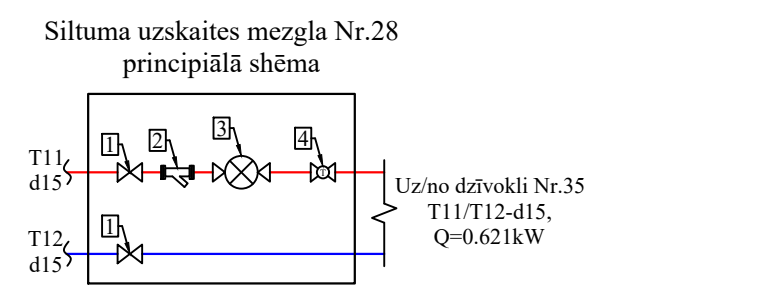 Siltuma uzskaites mezgla Nr.28
principiālā shēma
1
2
3
4
T11
d15
T
Uz/no dzīvokli Nr.35
T11/T12-d15,
Q=0.621kW
1
T12
d15